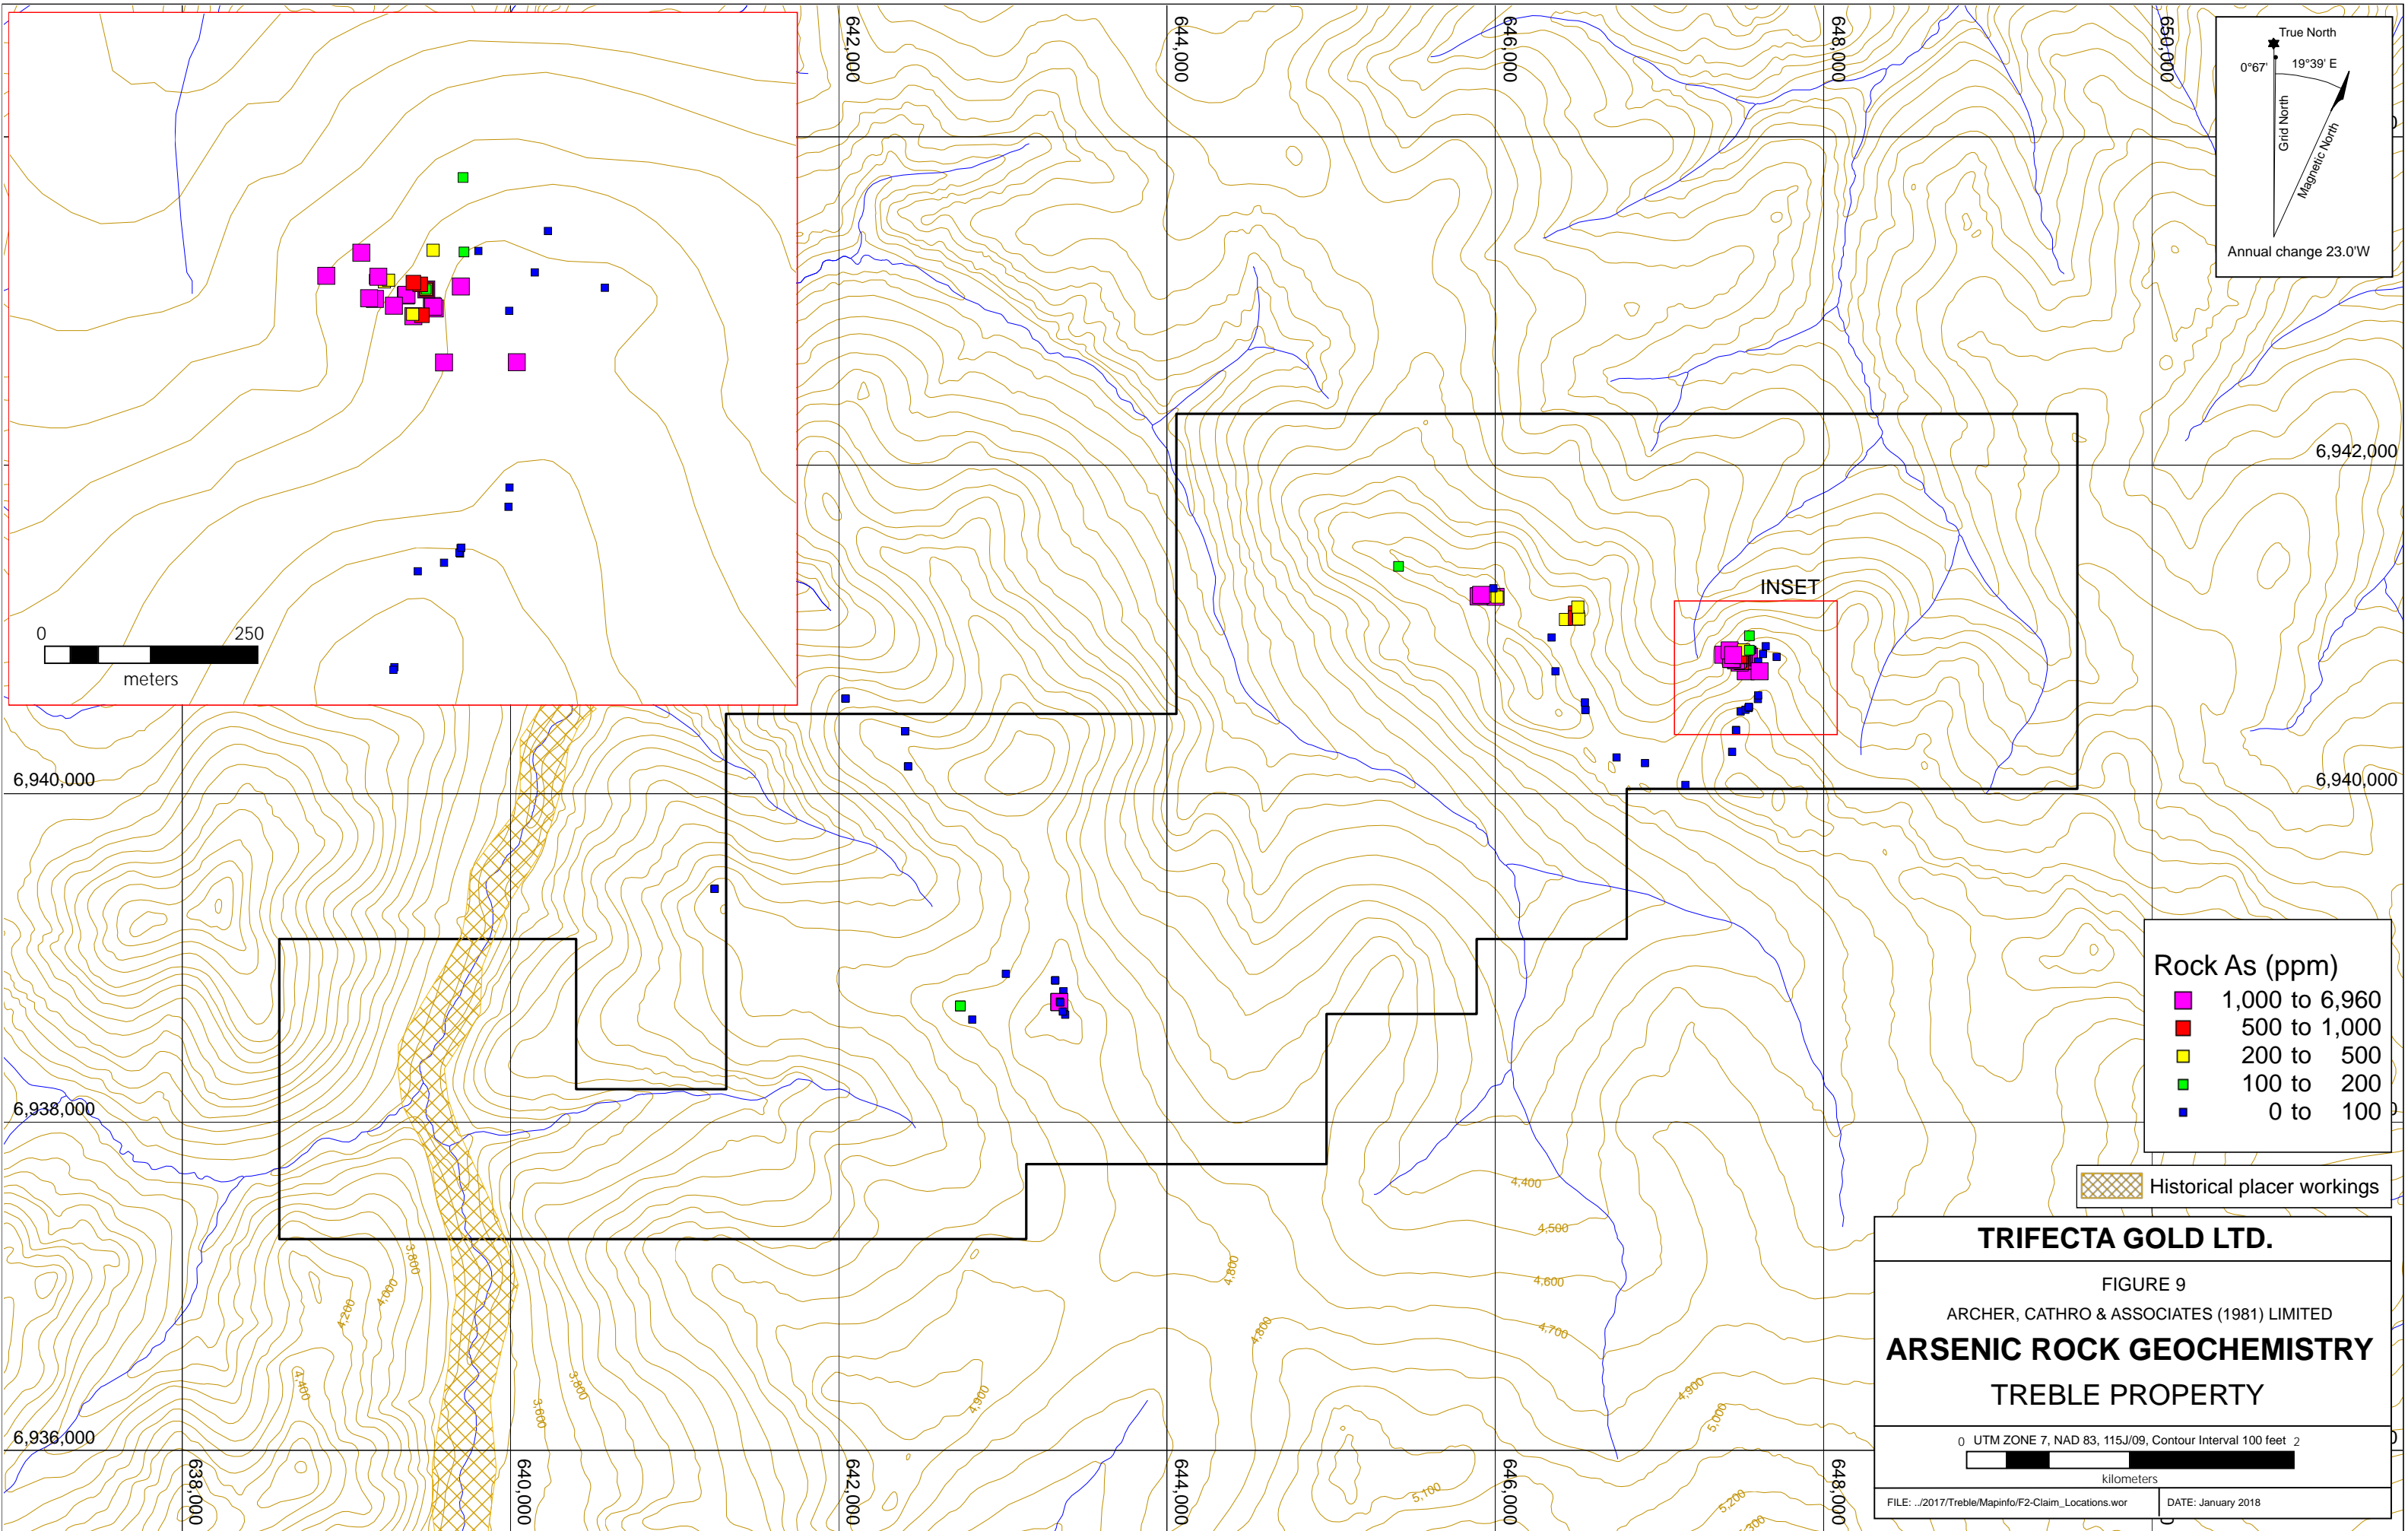 642,000
644,000
646,000
648,000
650,000
True North
0°67'
19°39' E
Grid North
Magnetic North
Annual change 23.0'W
0
250
meters
6,942,000
INSET
6,940,000
6,940,000
Rock As (ppm)
1,000 to 6,960
500 to 1,000
200 to 500
100 to 200
0 to 100
6,938,000
Historical placer workings
4,400
4,500
4,600
4,700
4,800
4,800
4,900
4,900
5,000
5,100
5,200
3,800
4,000
4,200
4,400
3,800
3,600
TRIFECTA GOLD LTD.
FIGURE 9
ARCHER, CATHRO & ASSOCIATES (1981) LIMITED
ARSENIC ROCK GEOCHEMISTRY
TREBLE PROPERTY
UTM ZONE 7, NAD 83, 115J/09, Contour Interval 100 feet
0
2
kilometers
FILE: ../2017/Treble/Mapinfo/F2-Claim_Locations.wor
DATE: January 2018
6,936,000
638,000
640,000
642,000
644,000
646,000
648,000